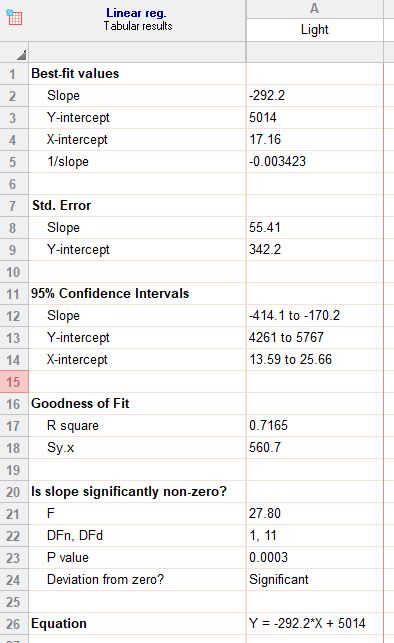 Linear reg.
Tabular results
A
Light
1 Best-fit values
2 Slope -292.2
3 Y-intercept 5014
4 X-intercept 17.16
5 1/slope -0.003423
6
7 Std. Error
8 Slope 55.41
9 Y-intercept 342.2
10
11 95% Confidence Intervals
12 Slope -414.1 to -170.2
13 Y-intercept 4261 to 5767
14 X-intercept 13.59 to 25.66
15
16 Goodness of Fit
17 R square 0.7165
18 Sy.x 560.7
19
20 Is slope significantly non-zero?
21 F 27.80
22 DFn, DFd 1, 11
23 P value 0.0003
24 Deviation from zero? Significant
25
26 Equation Y = -292.2*X + 5014